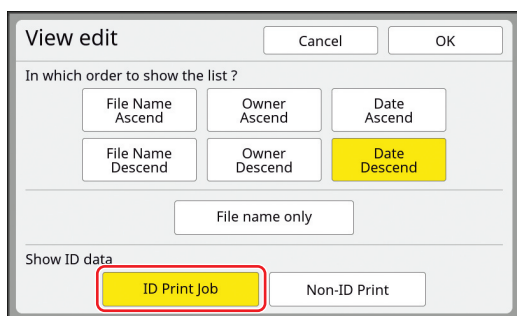 View edit
Cancel
OK
In which order to show the list ?
File Name
Ascend
Owner
Ascend
Date
Ascend
File Name
Descend
Owner
Descend
Date
Descend
File name only
Show ID data
ID Print Job
Non-ID Print